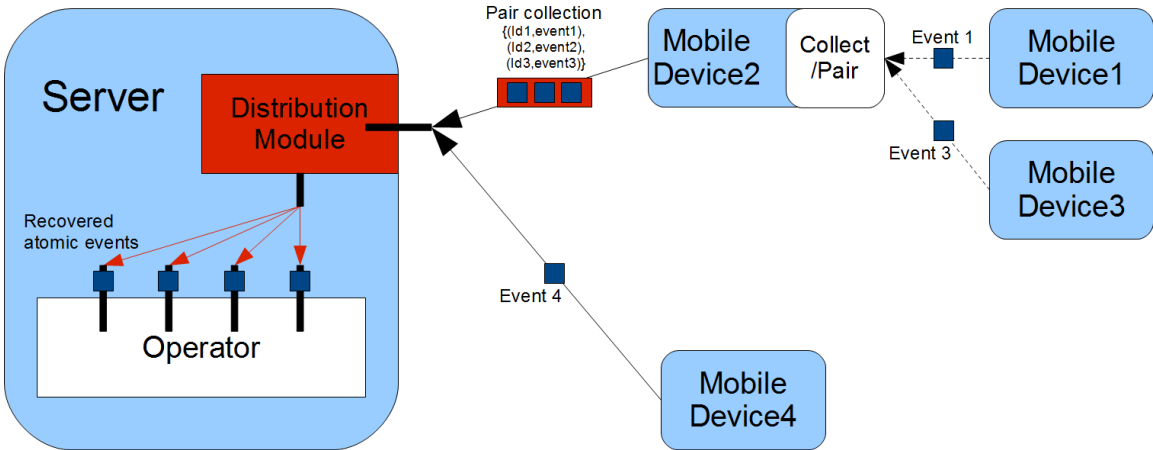 Server
Distribution
Module
Recovered
atomic events
Operator
Pair collection
{(Id1,event1),
(Id2,event2),
(Id3,event3)}
Mobile
Device2
Collect
/Pair
Event 1
Mobile
Device1
Event 3
Mobile
Device3
Event 4
Mobile
Device4